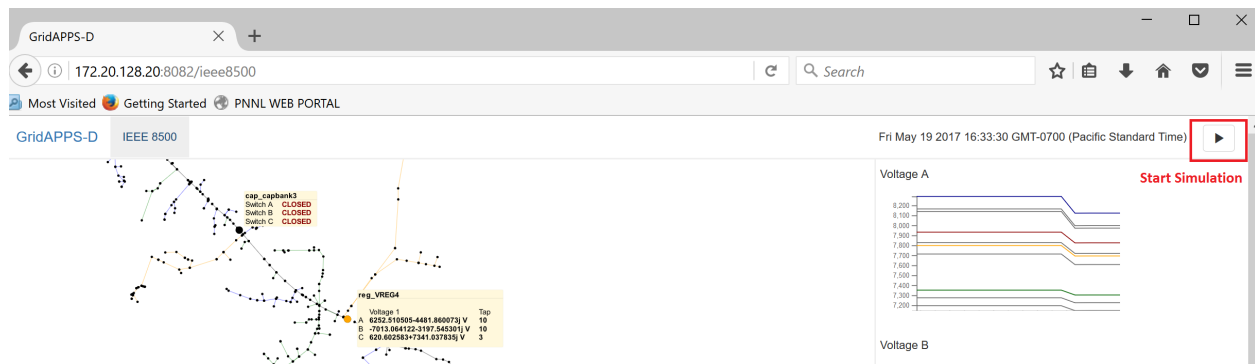 GridAPPS-D
172.20.128.20:8082/ieee8500
Search
Most Visited Getting Started PNNL WEB PORTAL
GridAPPS-D IEEE 8500 Fri May 19 2017 16:33:30 GMT-0700 (Pacific Standard Time)
Start Simulation
cap_capbank3
Switch A CLOSED
Switch B CLOSED
Switch C CLOSED
reg_VREG4
Voltage 1 Tap
A 6252.510505-4481.860073j V 10
B -7013.064122-3197.545301j V 10
C 620.602583+7341.037835j V 3
Voltage A
8,200
8,100
8,000
7,900
7,800
7,700
7,600
7,500
7,400
7,300
7,200
Voltage B